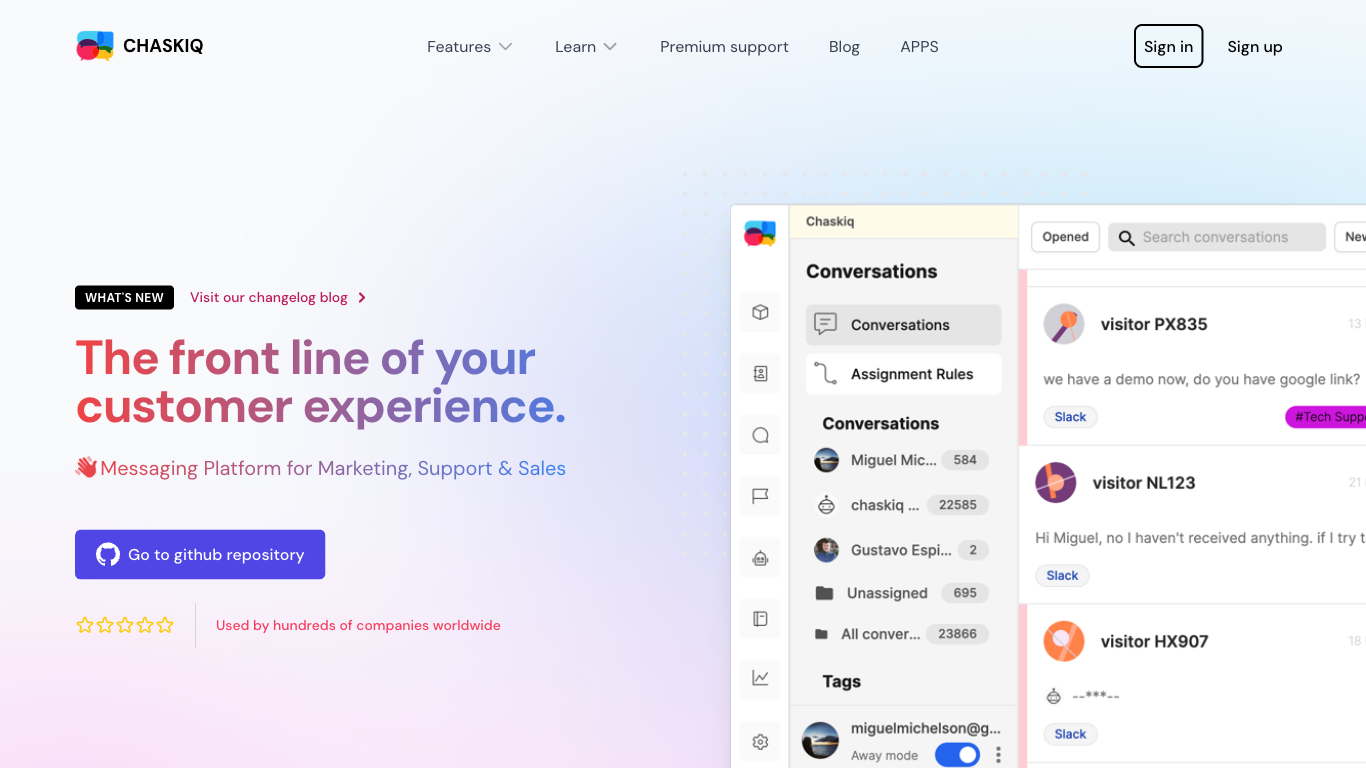 CHASKIQ
Features
Learn
Premium support
Blog
APPS
Sign in
Sign up
WHAT'S NEW
Visit our changelog blog
The front line of your
customer experience.
👋 Messaging Platform for Marketing, Support & Sales
Go to github repository
Used by hundreds of companies worldwide
Chaskiq
Conversations
Conversations
Assignment Rules
Conversations
Miguel Mic... 584
chaskiq ... 22585
Gustavo Espi... 2
Unassigned 695
All conver... 23866
Tags
miguelmichelson@g...
Away mode
Opened
Search conversations
visitor PX835
13
we have a demo now, do you have google link?
Slack
#Tech Supp
visitor NL123
21
Hi Miguel, no I haven't received anything. if I try t
Slack
visitor HX907
18
--***--
Slack